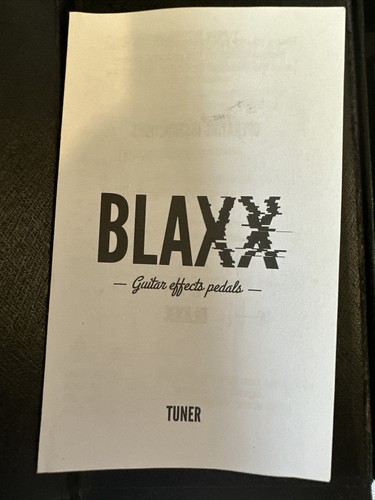 BLAXX
— Guitar effects pedals —
TUNER